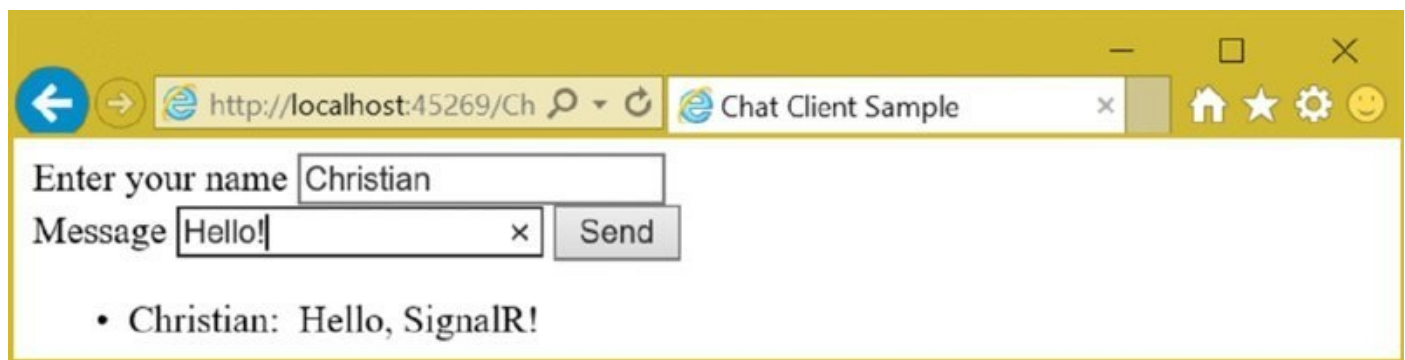 http://localhost:45269/Ch Chat Client Sample
Enter your name Christian
Message Hello! Send
• Christian: Hello, SignalR!